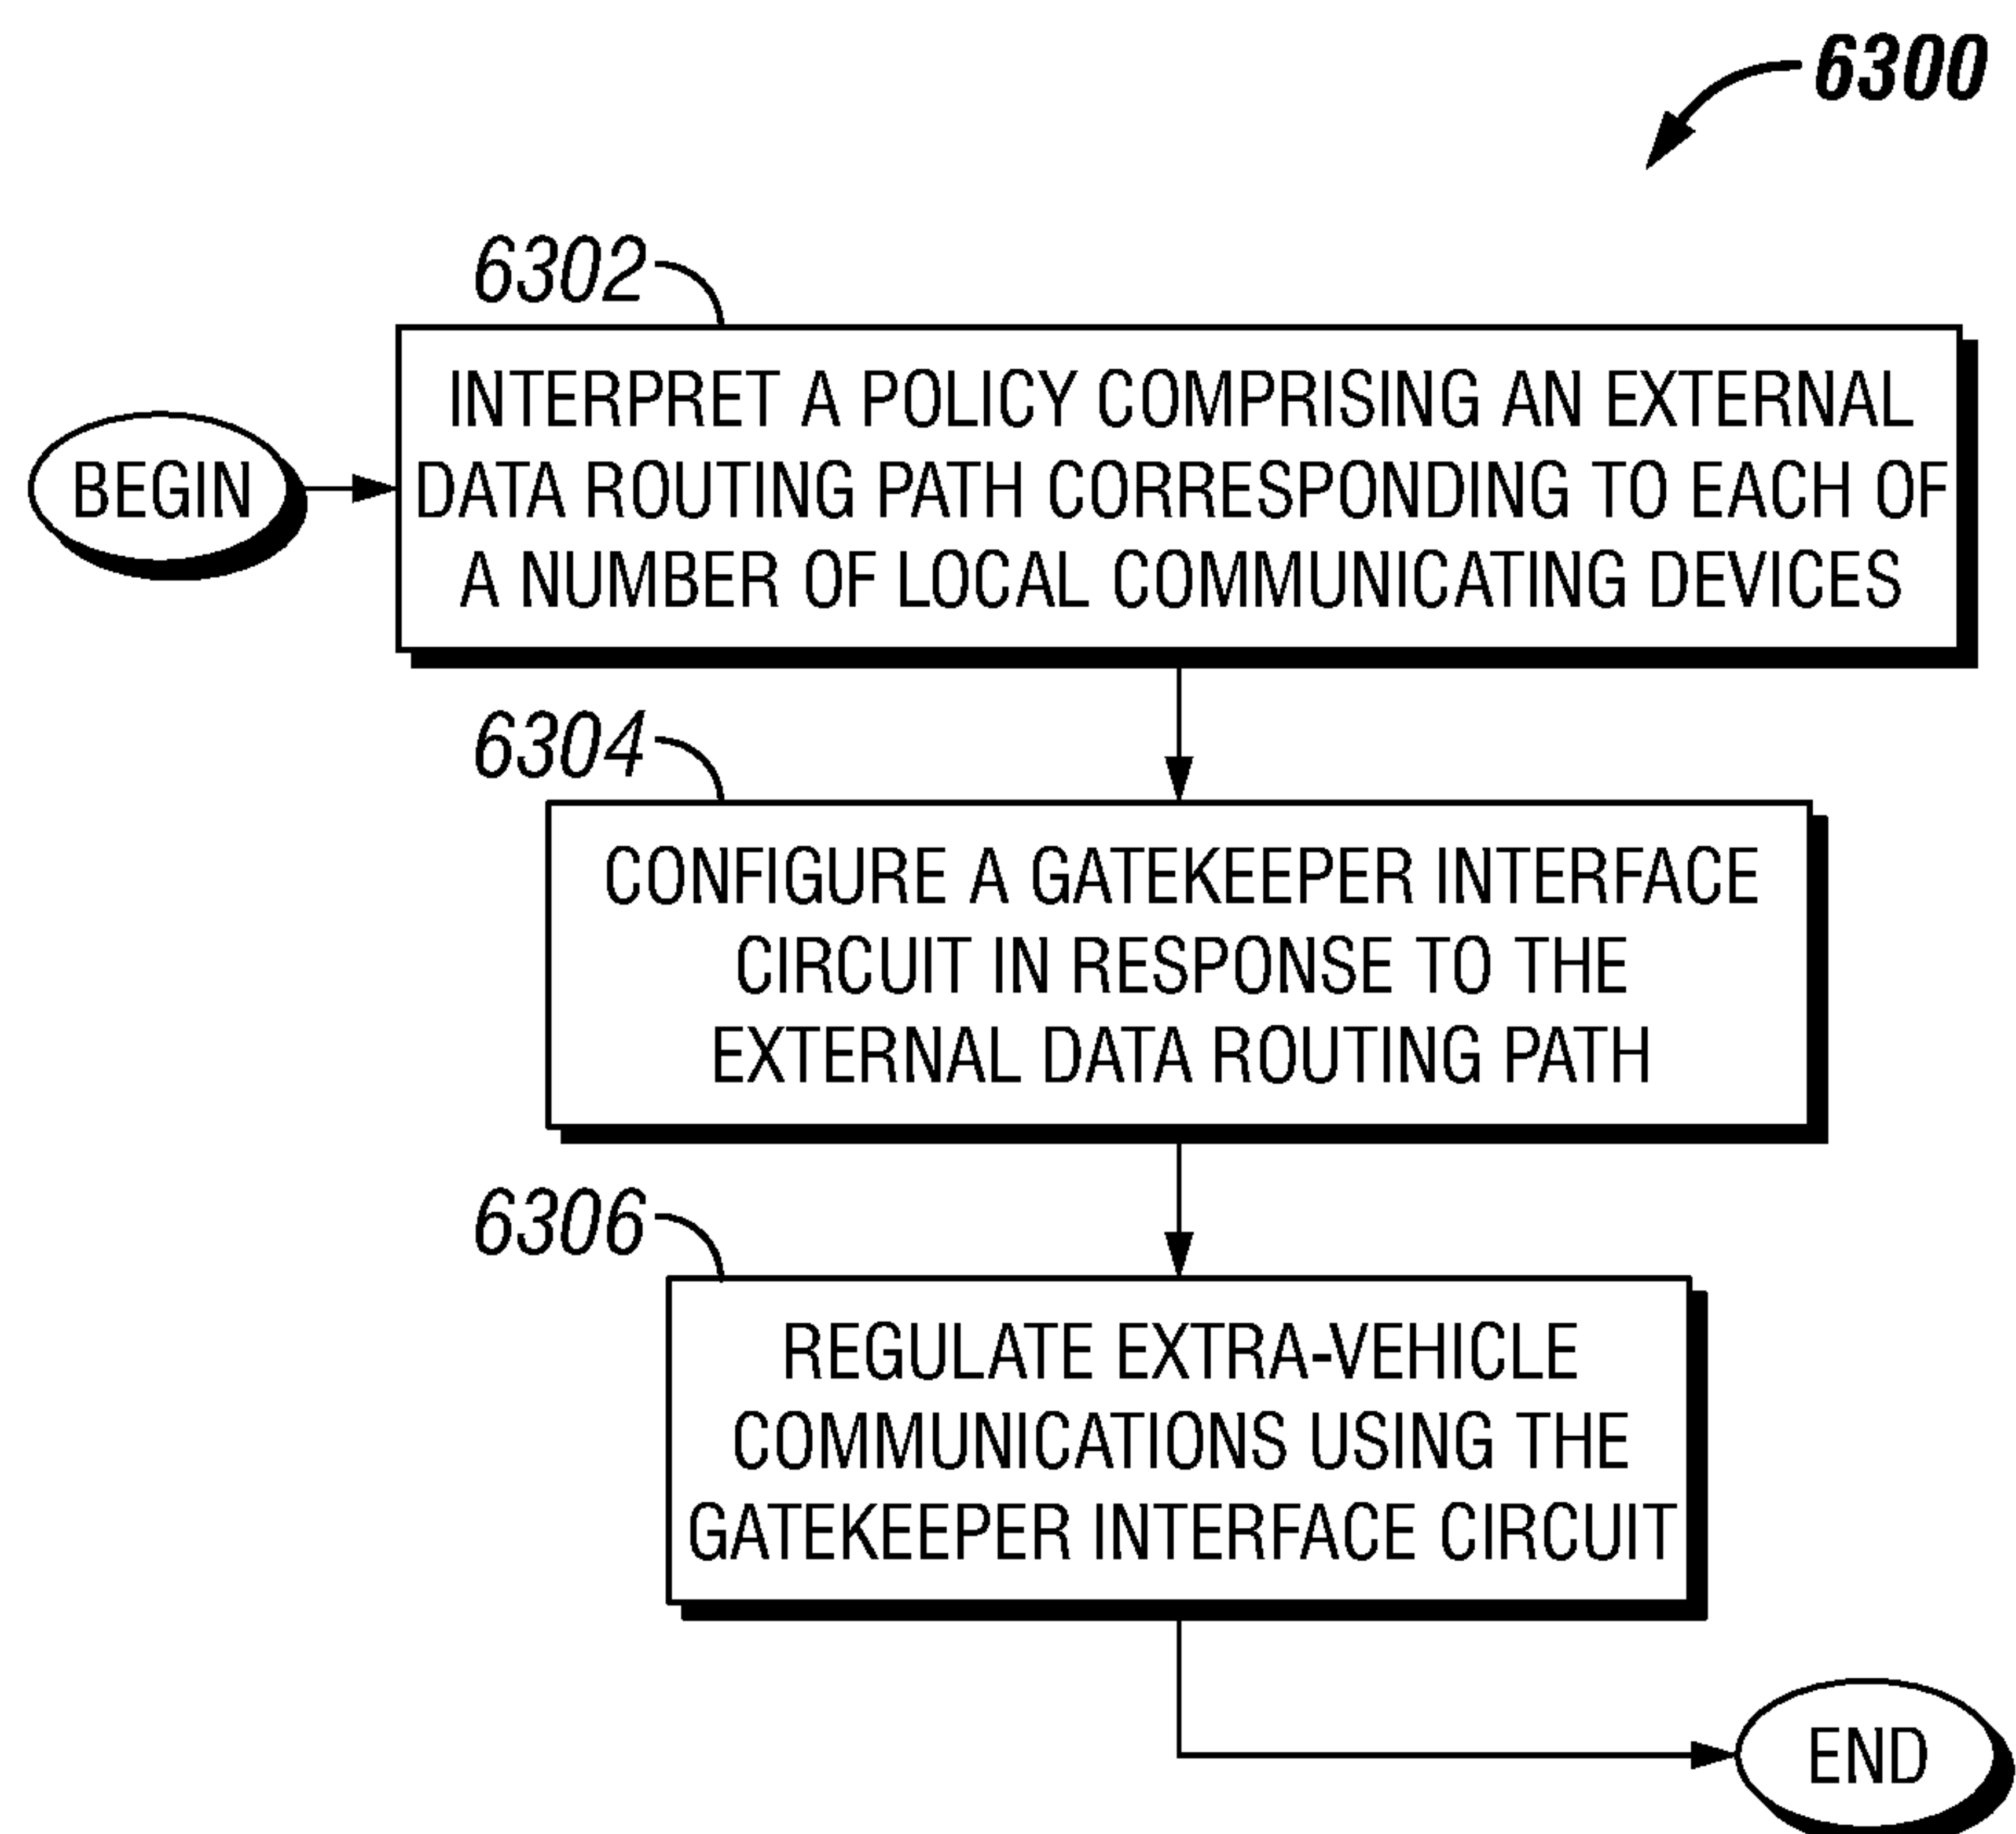 6300
6302
INTERPRET A POLICY COMPRISING AN EXTERNAL
DATA ROUTING PATH CORRESPONDING TO EACH OF
A NUMBER OF LOCAL COMMUNICATING DEVICES
BEGIN
6304
CONFIGURE A GATEKEEPER INTERFACE
CIRCUIT IN RESPONSE TO THE
EXTERNAL DATA ROUTING PATH
6306
REGULATE EXTRA-VEHICLE
COMMUNICATIONS USING THE
GATEKEEPER INTERFACE CIRCUIT
END